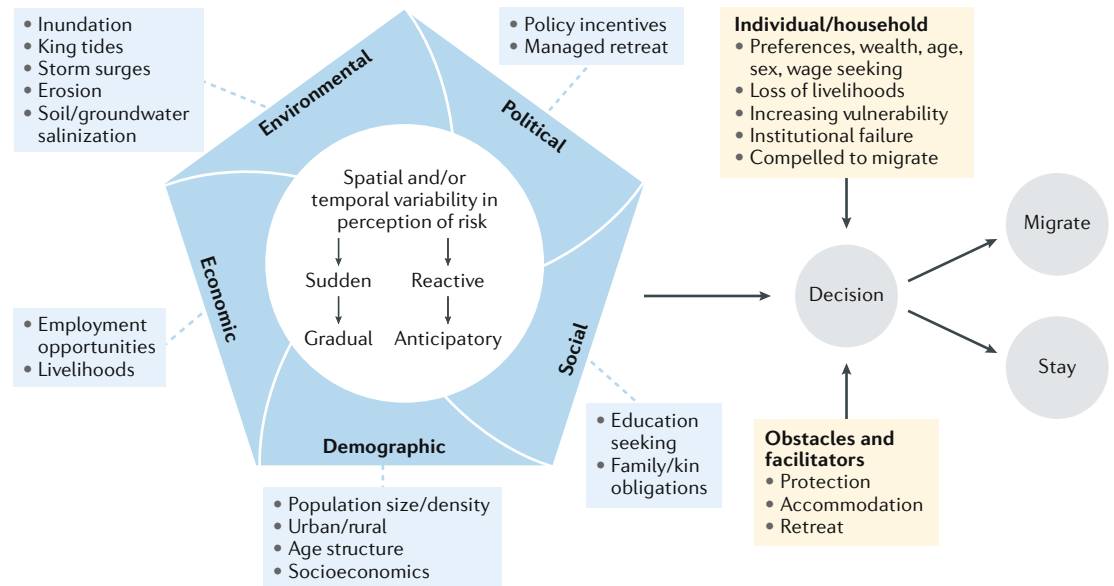 • Inundation
• King tides
• Storm surges
• Erosion
• Soil/groundwater
salinization
Environmental
• Policy incentives
• Managed retreat
Political
Individual/household
• Preferences, wealth, age,
sex, wage seeking
• Loss of livelihoods
• Increasing vulnerability
• Institutional failure
• Compelled to migrate
Spatial and/or
temporal variability in
perception of risk
Sudden
Reactive
Gradual
Anticipatory
Economic
• Employment
opportunities
• Livelihoods
Social
• Education
seeking
• Family/kin
obligations
Demographic
• Population size/density
• Urban/rural
• Age structure
• Socioeconomics
Decision
Migrate
Stay
Obstacles and
facilitators
• Protection
• Accommodation
• Retreat